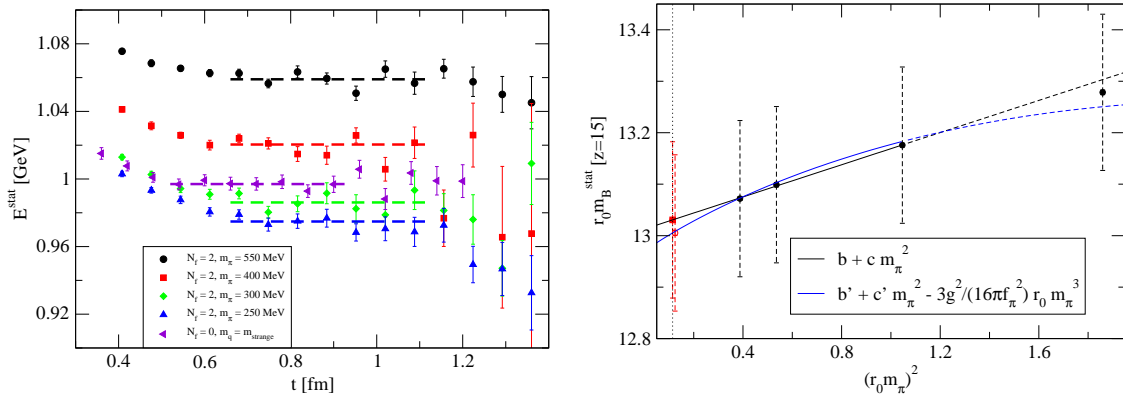 1.08
1.04
1
0.96
0.92
E^stat [GeV]
0.4 0.6 0.8 1 1.2
t [fm]
N_f = 2, m_π = 550 MeV
N_f = 2, m_π = 400 MeV
N_f = 2, m_π = 300 MeV
N_f = 2, m_π = 250 MeV
N_f = 0, m_q = m_strange
13.4
13.2
13
12.8
r_0 m_B^stat [z=15]
b + c m_π^2
b' + c' m_π^2 - 3g^2/(16πf_π^2) r_0 m_π^3
0.4 0.8 1.2 1.6
(r_0 m_π)^2